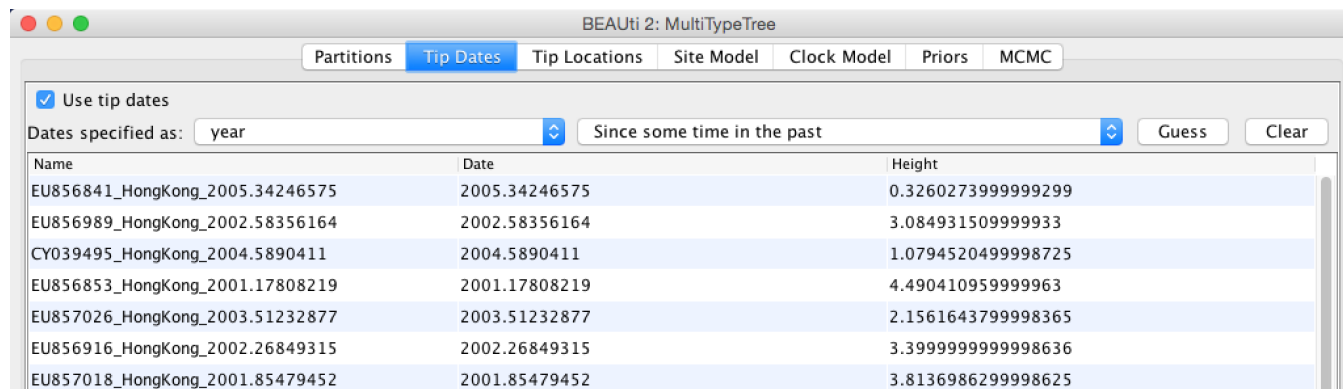 BEAUti 2: MultiTypeTree
Partitions Tip Dates Tip Locations Site Model Clock Model Priors MCMC
Use tip dates
Dates specified as: year Since some time in the past Guess Clear
Name Date Height
EU856841_HongKong_2005.34246575 2005.34246575 0.3260273999999299
EU856989_HongKong_2002.58356164 2002.58356164 3.084931509999933
CY039495_HongKong_2004.5890411 2004.5890411 1.0794520499998725
EU856853_HongKong_2001.17808219 2001.17808219 4.490410959999963
EU857026_HongKong_2003.51232877 2003.51232877 2.1561643799998365
EU856916_HongKong_2002.26849315 2002.26849315 3.3999999999998636
EU857018_HongKong_2001.85479452 2001.85479452 3.8136986299998625